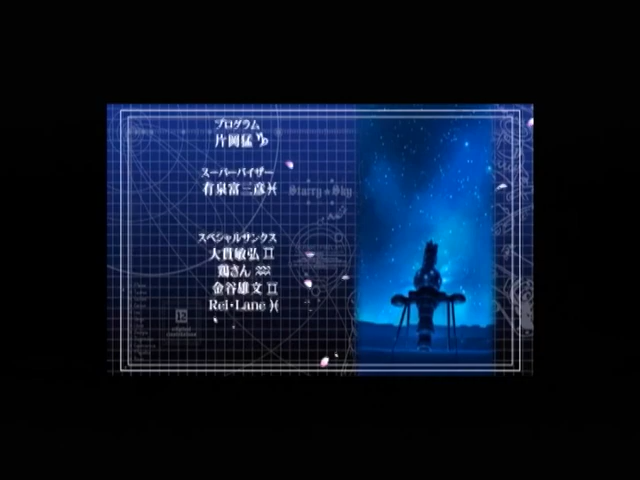 プログラム
片岡猛♑
スーパーバイザー
有泉富三彦♓
Starry☆Sky
スペシャルサンクス
大貫敏弘♊
鶏さん♒
金谷雄文♊
Rei・Lane♓
12